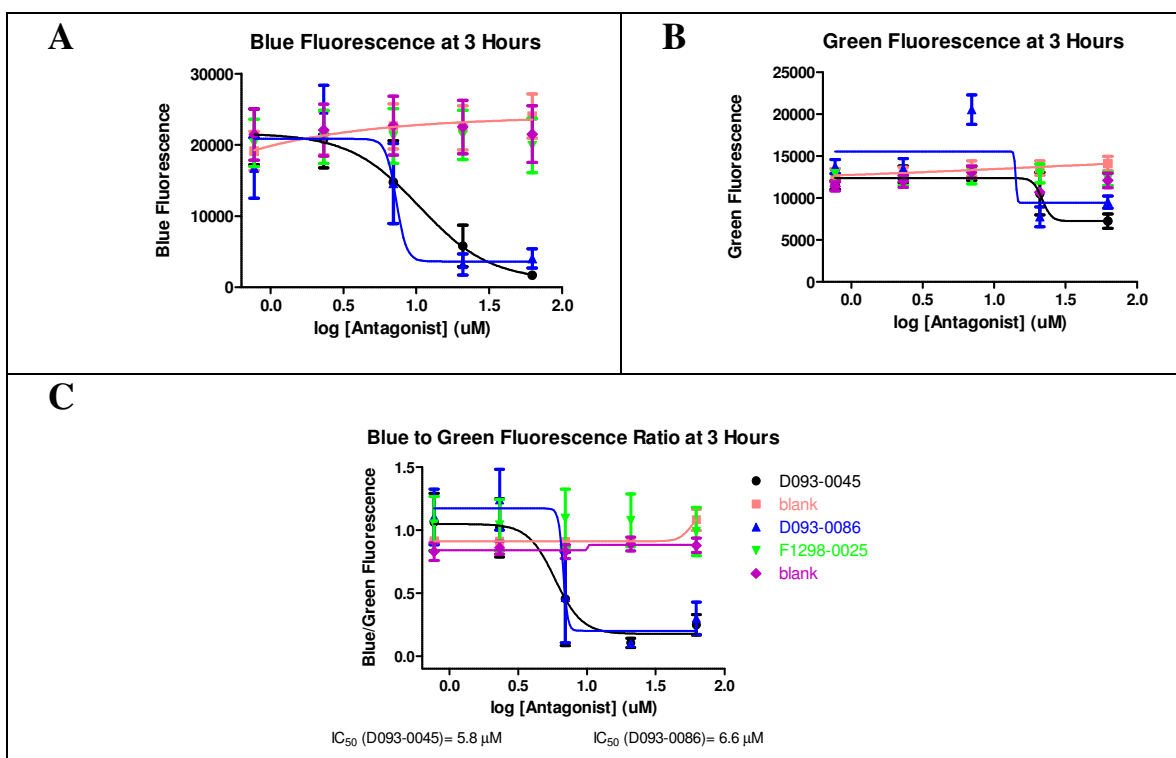 A
Blue Fluorescence at 3 Hours
30000
20000
10000
0
Blue Fluorescence
0.0 0.5 1.0 1.5 2.0
log [Antagonist] (uM)
B
Green Fluorescence at 3 Hours
25000
20000
15000
10000
5000
0
Green Fluorescence
0.0 0.5 1.0 1.5 2.0
log [Antagonist] (uM)
C
Blue to Green Fluorescence Ratio at 3 Hours
1.5
1.0
0.5
0.0
Blue/Green Fluorescence
0.0 0.5 1.0 1.5 2.0
log [Antagonist] (uM)
D093-0045
blank
D093-0086
F1298-0025
blank
IC50 (D093-0045)= 5.8 µM IC50 (D093-0086)= 6.6 µM